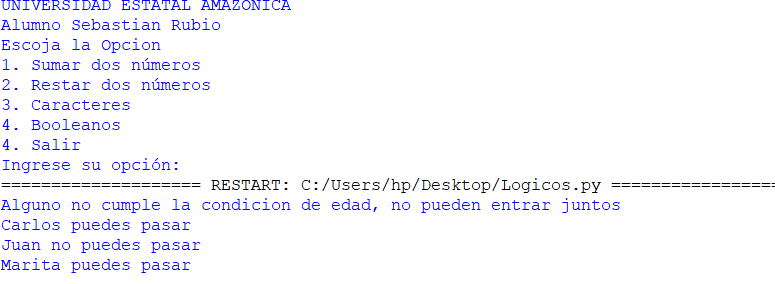 UNIVERSIDAD ESTATAL AMAZONICA
Alumno Sebastian Rubio
Escoja la Opcion
1. Sumar dos números
2. Restar dos números
3. Caracteres
4. Booleanos
4. Salir
Ingrese su opción:
==================== RESTART: C:/Users/hp/Desktop/Logicos.py =================
Alguno no cumple la condicion de edad, no pueden entrar juntos
Carlos puedes pasar
Juan no puedes pasar
Marita puedes pasar